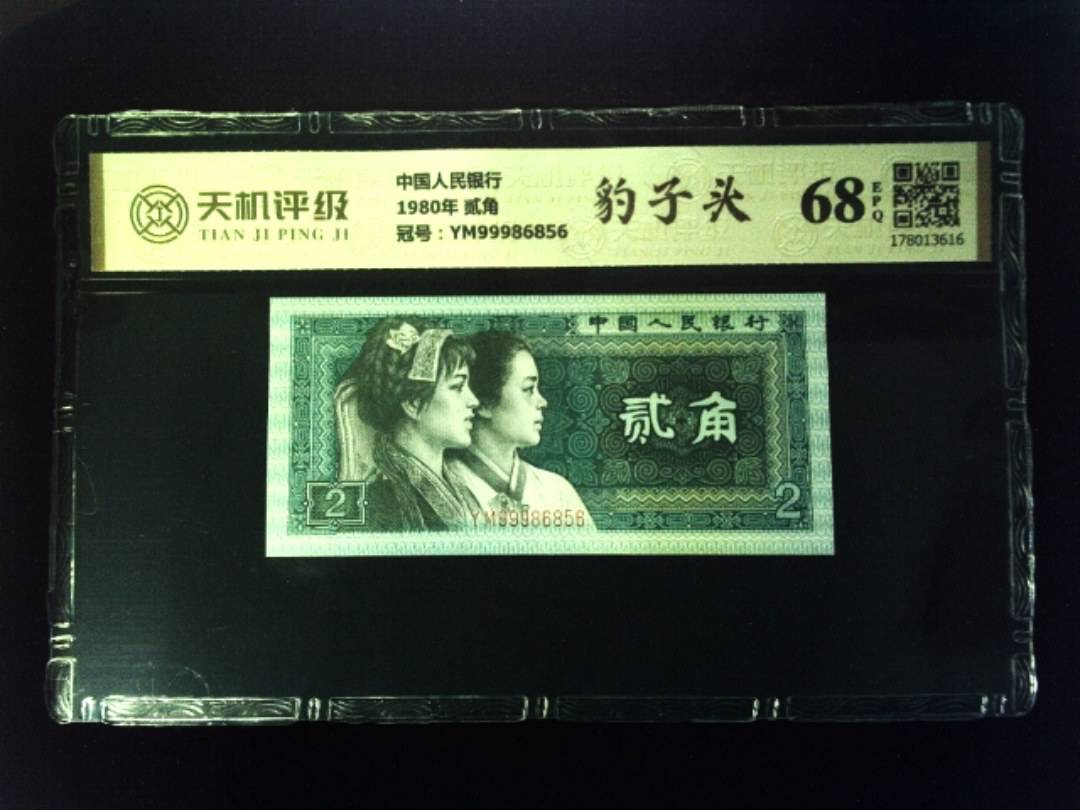 天机评级
TIAN JI PING JI
中国人民银行
1980年 贰角
冠号：YM99986856
豹子头
68
EPQ
178013616
中国人民银行
贰角
2
2
YM99986856